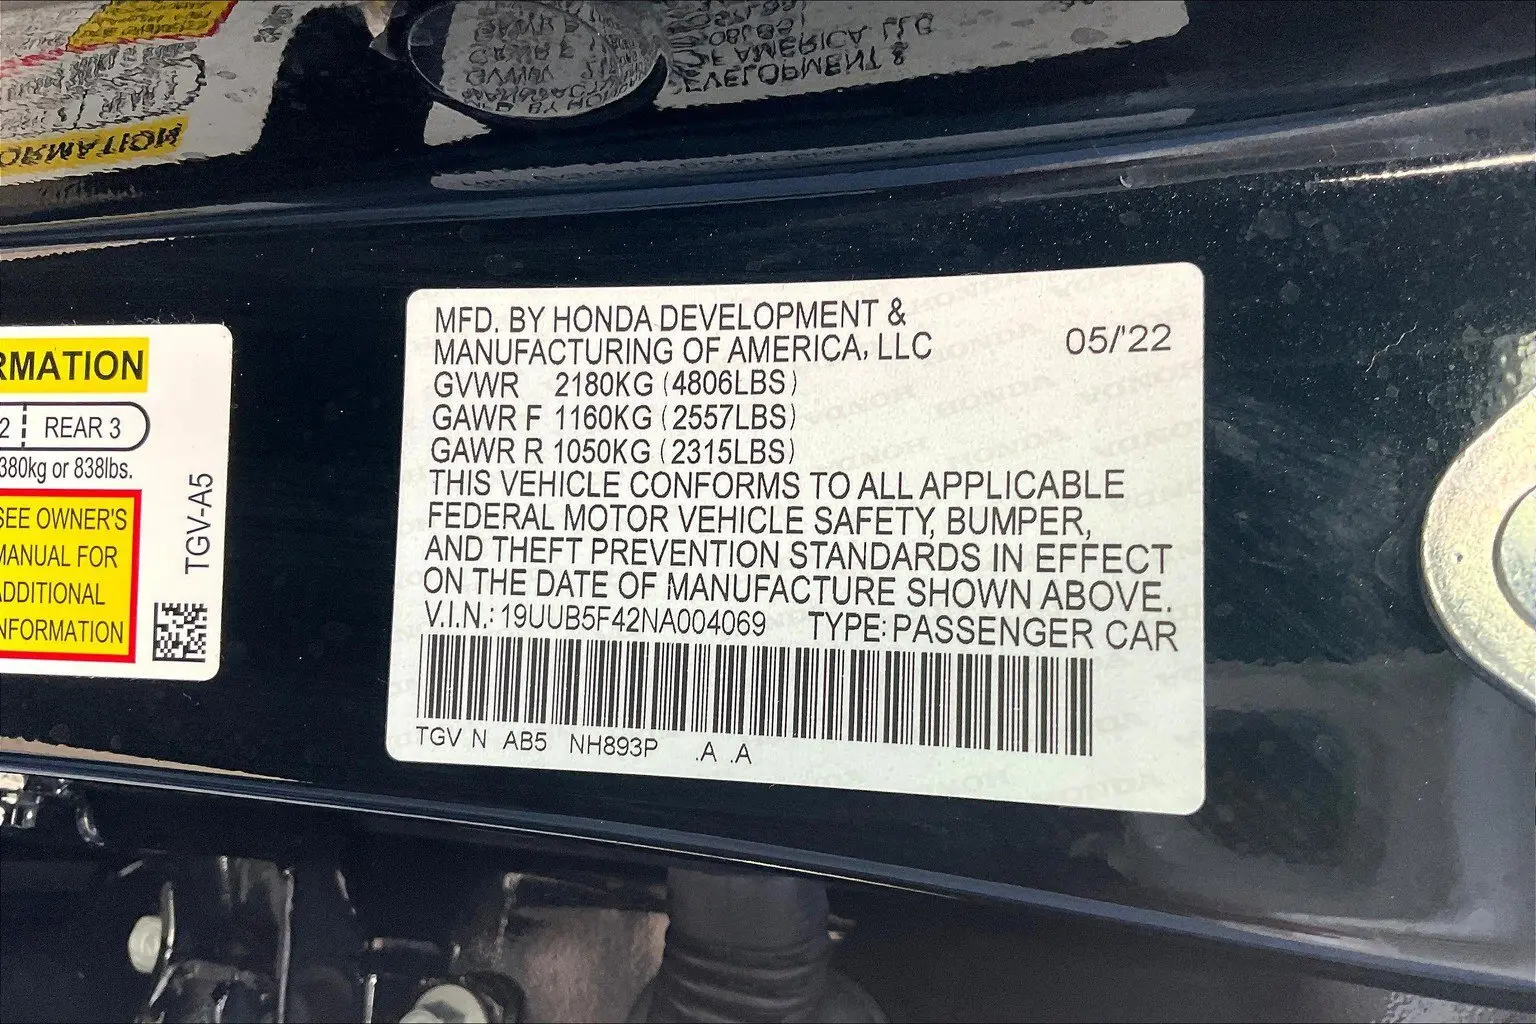 RMATION
2 REAR 3
380kg or 838lbs.
SEE OWNER'S
MANUAL FOR
ADDITIONAL
INFORMATION
TGV-A5
MFD. BY HONDA DEVELOPMENT &
MANUFACTURING OF AMERICA, LLC
05/'22
GVWR 2180KG (4806LBS)
GAWR F 1160KG (2557LBS)
GAWR R 1050KG (2315LBS)
THIS VEHICLE CONFORMS TO ALL APPLICABLE
FEDERAL MOTOR VEHICLE SAFETY, BUMPER,
AND THEFT PREVENTION STANDARDS IN EFFECT
ON THE DATE OF MANUFACTURE SHOWN ABOVE.
V.I.N.: 19UUB5F42NA004069 TYPE: PASSENGER CAR
TGV N AB5 NH893P .A .A